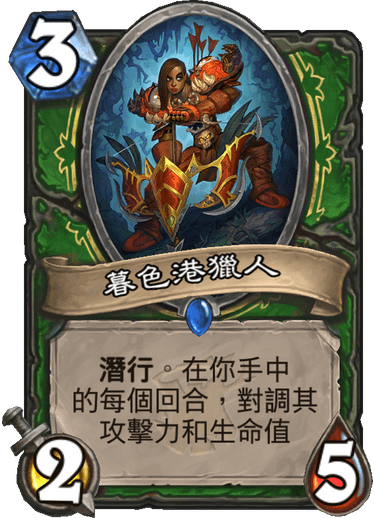 3
暮色港獵人
潛行。在你手中
的每個回合,對調其
攻擊力和生命值
2
5